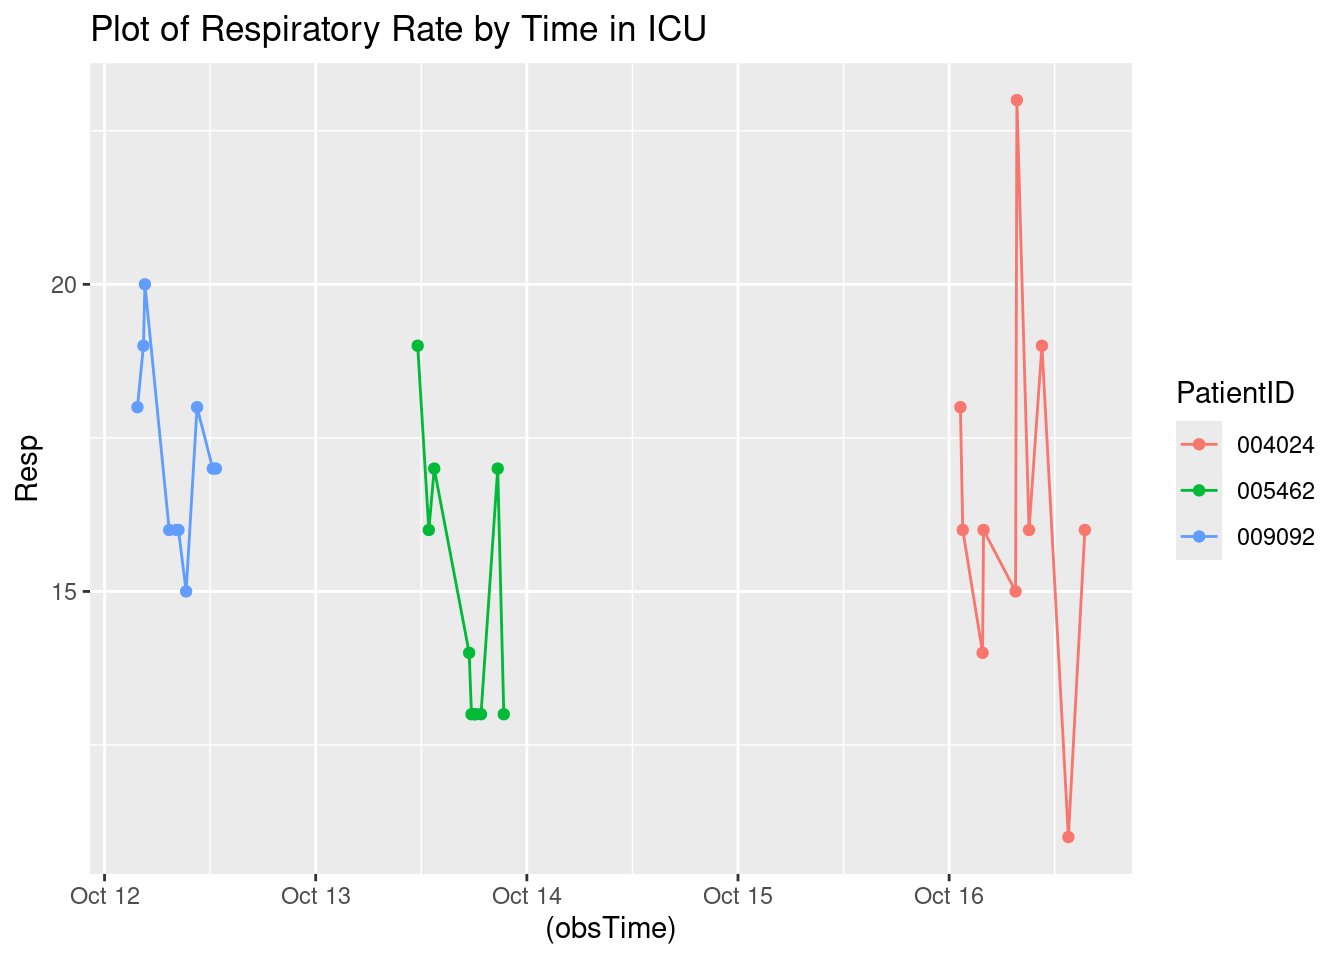 Plot of Respiratory Rate by Time in ICU
Resp
20
15
Oct 12
Oct 13
Oct 14
Oct 15
Oct 16
(obsTime)
PatientID
004024
005462
009092